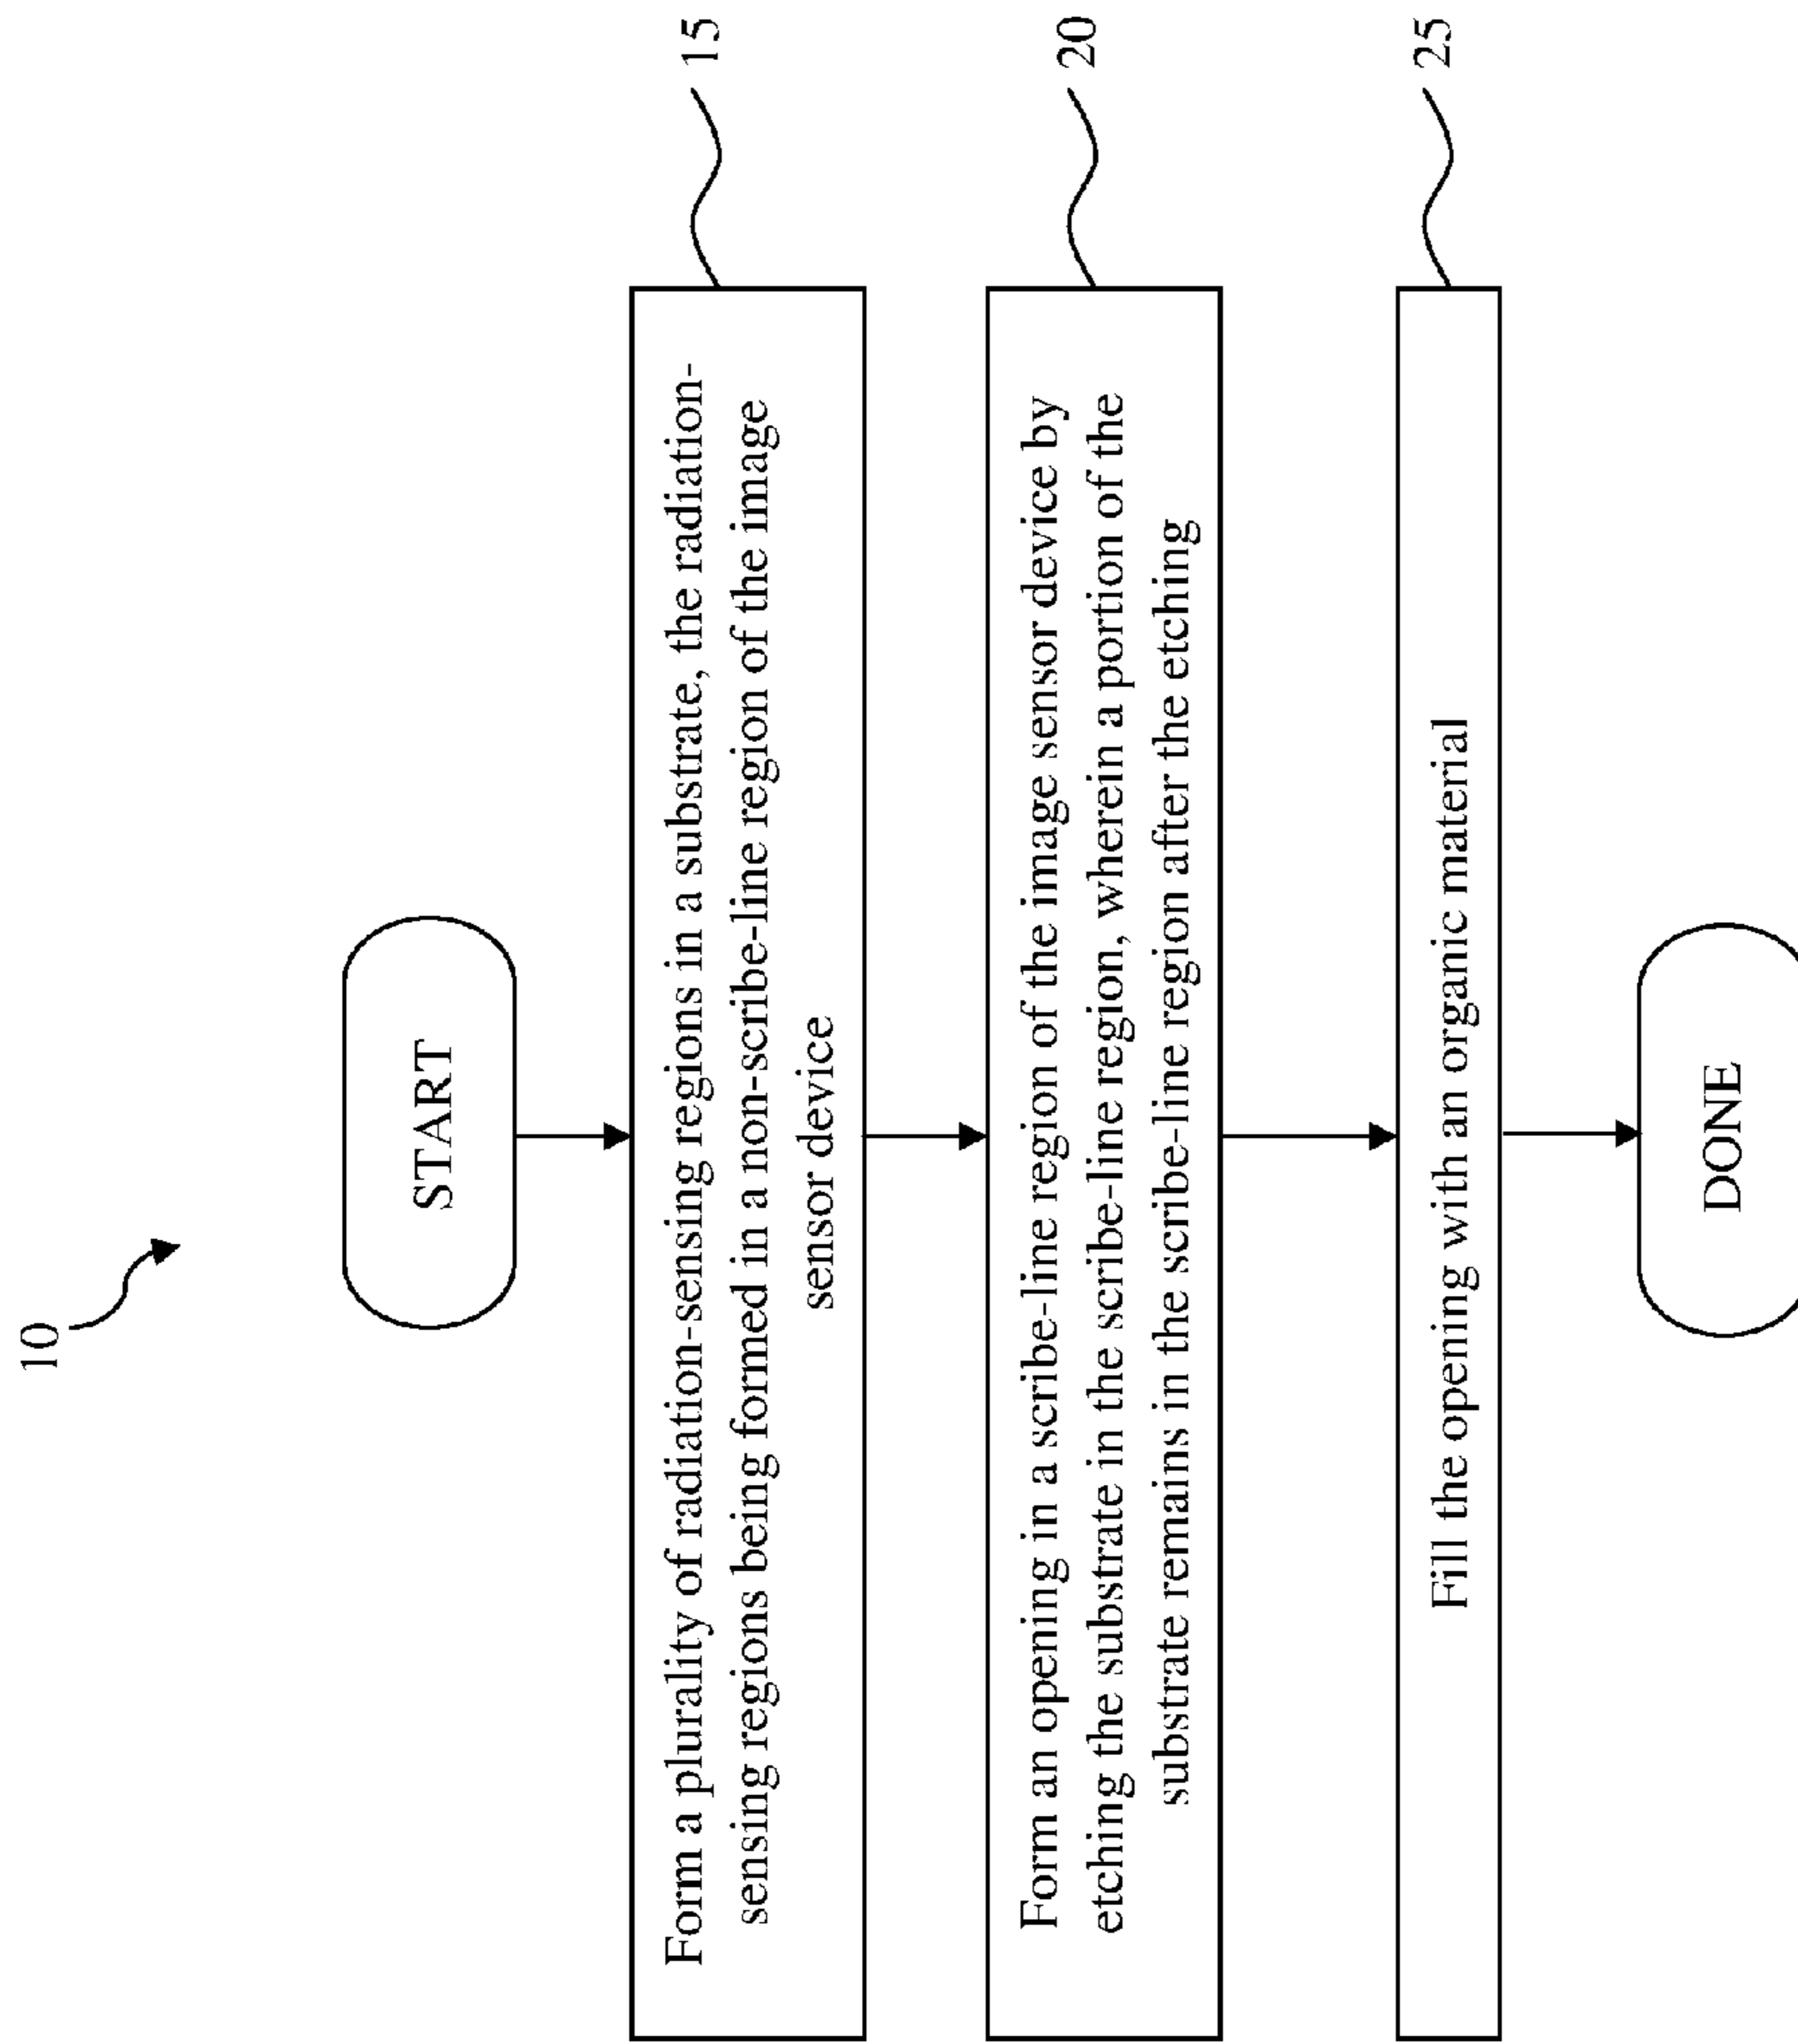 10
START
Form a plurality of radiation-sensing regions in a substrate, the radiation-
sensing regions being formed in a non-scribe-line region of the image
sensor device
15
Form an opening in a scribe-line region of the image sensor device by
etching the substrate in the scribe-line region, wherein a portion of the
substrate remains in the scribe-line region after the etching
20
Fill the opening with an organic material
25
DONE